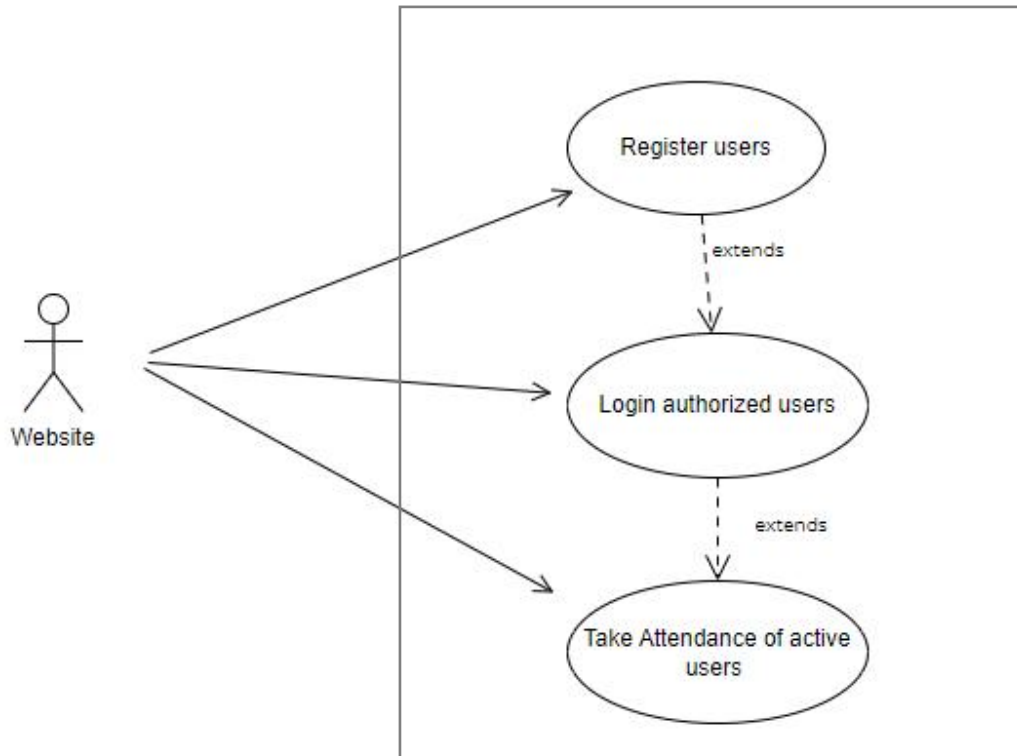 Register users
extends
Website
Login authorized users
extends
Take Attendance of active
users